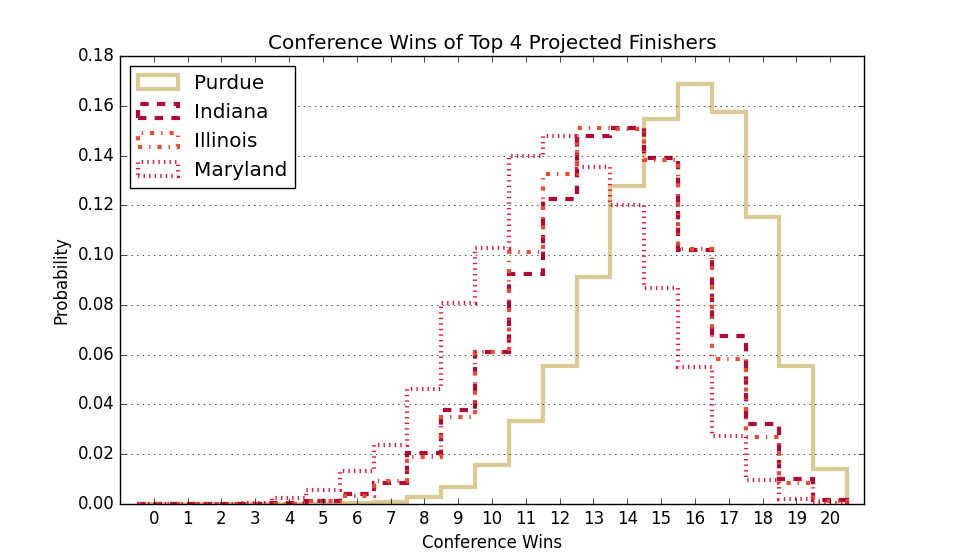 Conference Wins of Top 4 Projected Finishers
Purdue
Indiana
Illinois
Maryland
Probability
0.18
0.16
0.14
0.12
0.10
0.08
0.06
0.04
0.02
0.00
0 1 2 3 4 5 6 7 8 9 10 11 12 13 14 15 16 17 18 19 20
Conference Wins